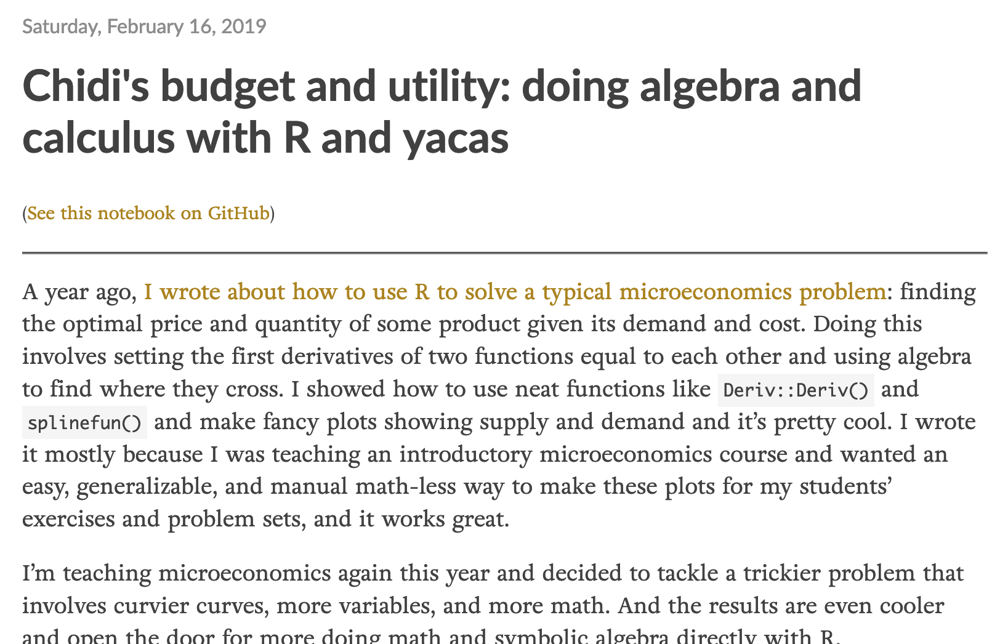 Saturday, February 16, 2019
Chidi's budget and utility: doing algebra and
calculus with R and yacas
(See this notebook on GitHub)
A year ago, I wrote about how to use R to solve a typical microeconomics problem: finding
the optimal price and quantity of some product given its demand and cost. Doing this
involves setting the first derivatives of two functions equal to each other and using algebra
to find where they cross. I showed how to use neat functions like Deriv::Deriv() and
splinefun() and make fancy plots showing supply and demand and it’s pretty cool. I wrote
it mostly because I was teaching an introductory microeconomics course and wanted an
easy, generalizable, and manual math-less way to make these plots for my students’
exercises and problem sets, and it works great.
I’m teaching microeconomics again this year and decided to tackle a trickier problem that
involves curvier curves, more variables, and more math. And the results are even cooler
and open the door for more doing math and symbolic algebra directly with R.